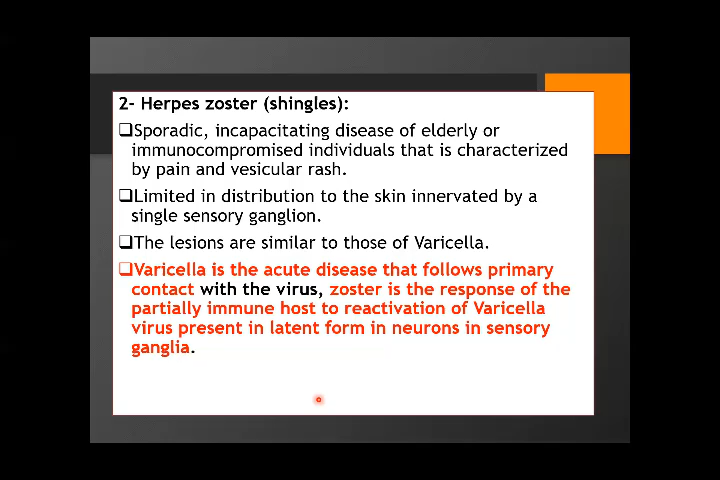 2- Herpes zoster (shingles):
❑Sporadic, incapacitating disease of elderly or
immunocompromised individuals that is characterized
by pain and vesicular rash.
❑Limited in distribution to the skin innervated by a
single sensory ganglion.
❑The lesions are similar to those of Varicella.
❑Varicella is the acute disease that follows primary
contact with the virus, zoster is the response of the
partially immune host to reactivation of Varicella
virus present in latent form in neurons in sensory
ganglia.